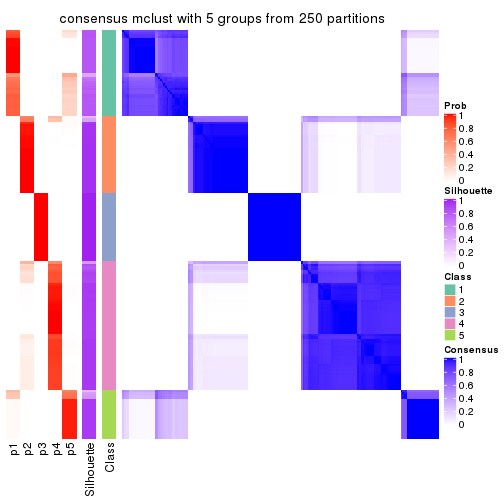 consensus mclust with 5 groups from 250 partitions
Prob
1
0.8
0.6
0.4
0.2
0
Silhouette
1
0.8
0.6
0.4
0.2
0
Class
1
2
3
4
5
Consensus
1
0.8
0.6
0.4
0.2
0
p1
p2
p3
p4
p5
Silhouette
Class